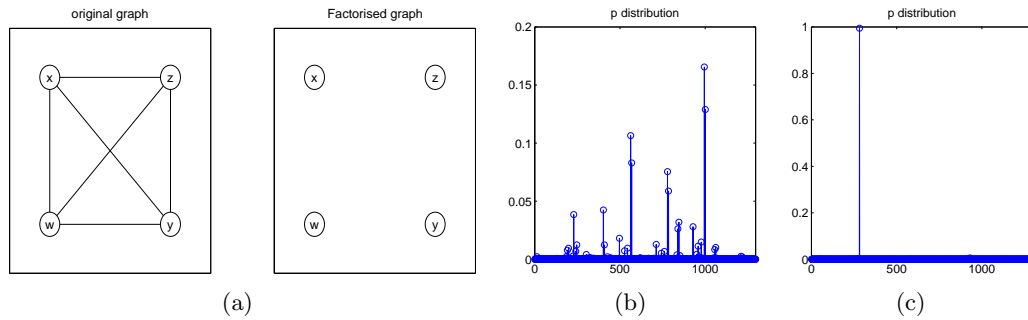 original graph
x
z
w
y
Factorised graph
x
z
w
y
(a)
p distribution
0.2
0.15
0.1
0.05
0
0
500
1000
(b)
p distribution
1
0.8
0.6
0.4
0.2
0
0
500
1000
(c)